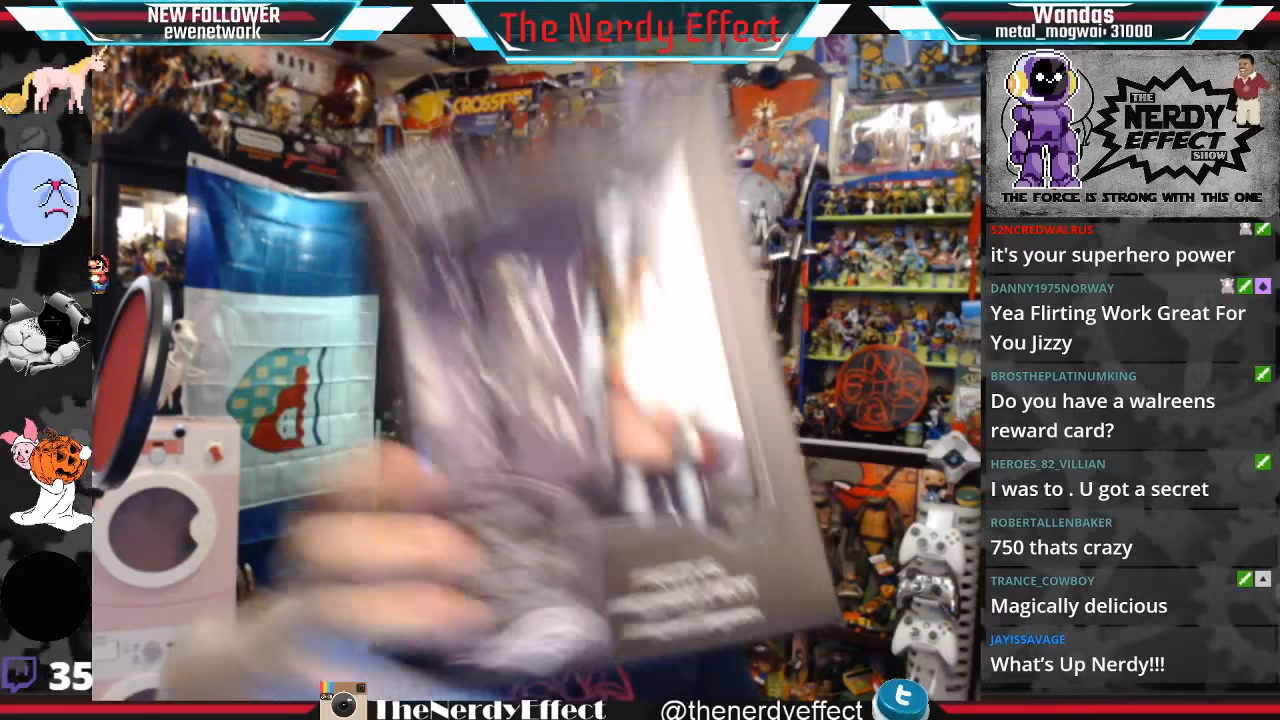 NEW FOLLOWER
ewenetwork
The Nerdy Effect
Wandas
metal_mogwai: 31000
CROSSFIRE
THE
NERDY
EFFECT
SHOW
THE FORCE IS STRONG WITH THIS ONE
52NCREDWALRUS
it's your superhero power
DANNY1975NORWAY
Yea Flirting Work Great For
You Jizzy
BROSTHEPLATINUMKING
Do you have a walreens
reward card?
HEROES_82_VILLIAN
I was to . U got a secret
ROBERTALLENBAKER
750 thats crazy
TRANCE_COWBOY
Magically delicious
JAYISSAVAGE
What's Up Nerdy!!!
35
TheNerdyEffect
@thenerdyeffect